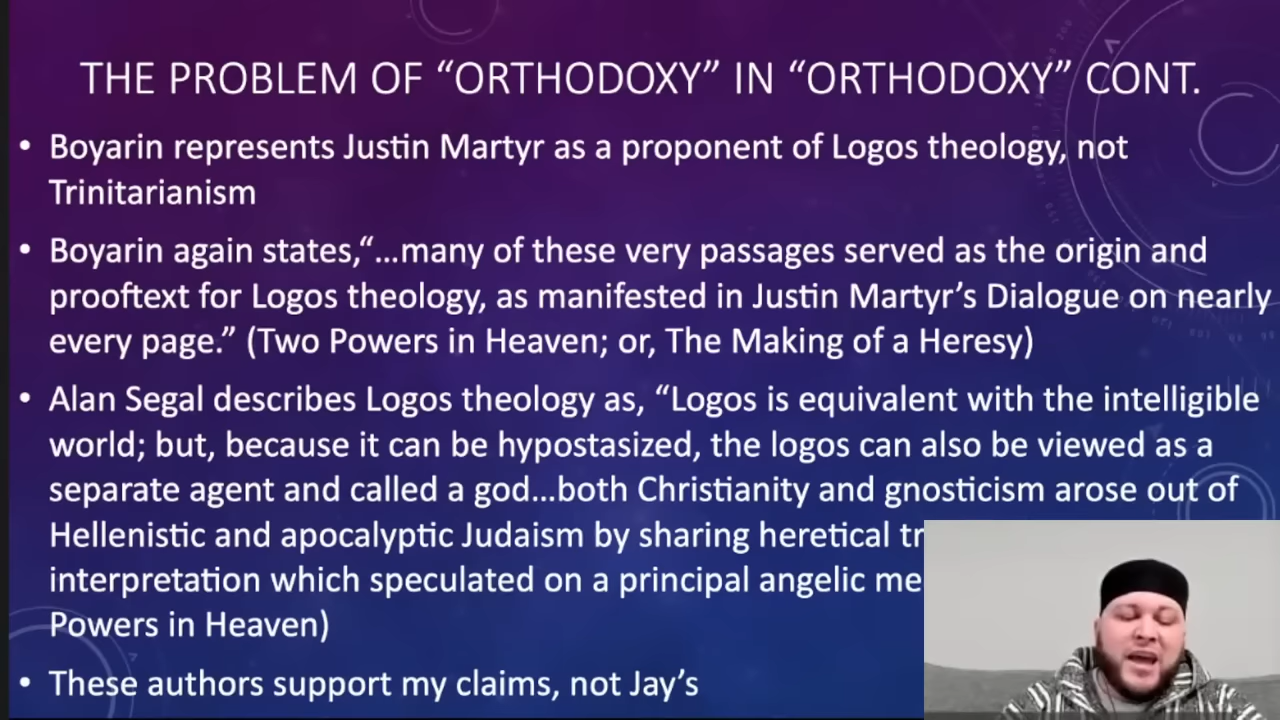 THE PROBLEM OF “ORTHODOXY” IN “ORTHODOXY” CONT.
• Boyarin represents Justin Martyr as a proponent of Logos theology, not
Trinitarianism
• Boyarin again states,“…many of these very passages served as the origin and
prooftext for Logos theology, as manifested in Justin Martyr’s Dialogue on nearly
every page.” (Two Powers in Heaven; or, The Making of a Heresy)
• Alan Segal describes Logos theology as, “Logos is equivalent with the intelligible
world; but, because it can be hypostasized, the logos can also be viewed as a
separate agent and called a god…both Christianity and gnosticism arose out of
Hellenistic and apocalyptic Judaism by sharing heretical tr
interpretation which speculated on a principal angelic me
Powers in Heaven)
• These authors support my claims, not Jay’s